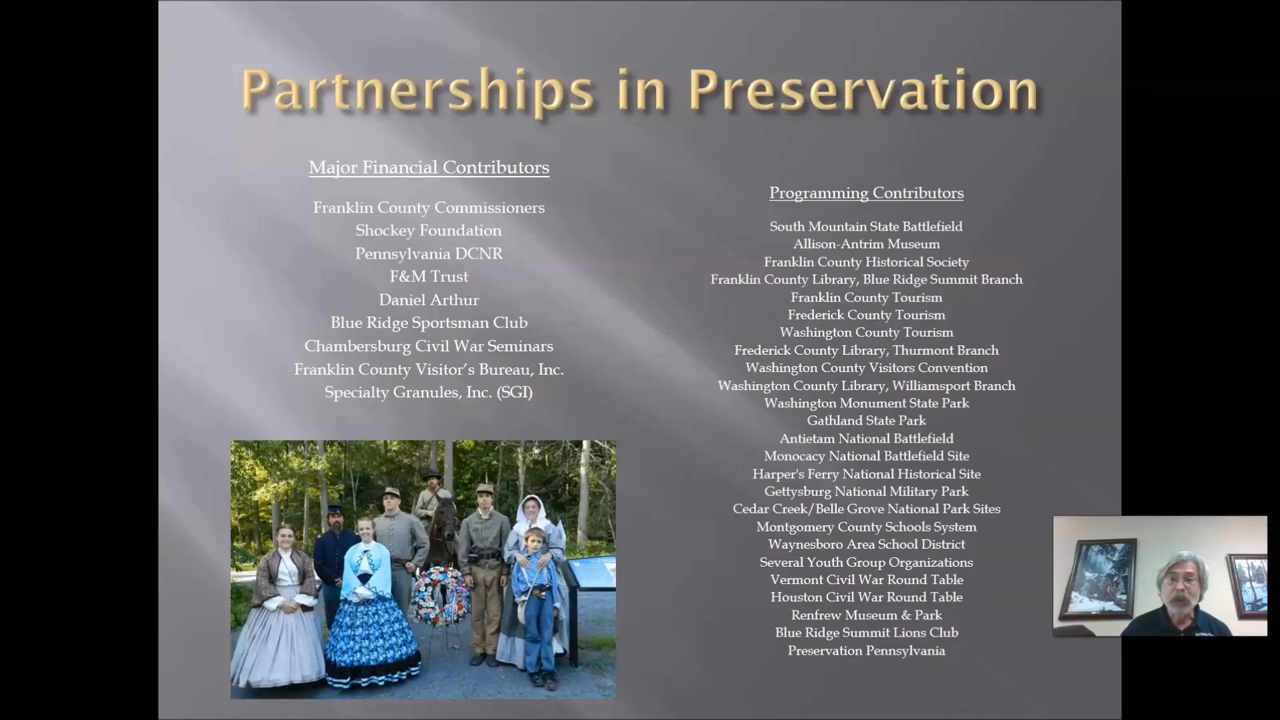 Partnerships in Preservation
Major Financial Contributors
Franklin County Commissioners
Shockey Foundation
Pennsylvania DCNR
F&M Trust
Daniel Arthur
Blue Ridge Sportsman Club
Chambersburg Civil War Seminars
Franklin County Visitor’s Bureau, Inc.
Specialty Granules, Inc. (SGI)
Programming Contributors
South Mountain State Battlefield
Allison-Antrim Museum
Franklin County Historical Society
Franklin County Library, Blue Ridge Summit Branch
Franklin County Tourism
Frederick County Tourism
Washington County Tourism
Frederick County Library, Thurmont Branch
Washington County Visitors Convention
Washington County Library, Williamsport Branch
Washington Monument State Park
Gathland State Park
Antietam National Battlefield
Monocacy National Battlefield Site
Harper's Ferry National Historical Site
Gettysburg National Military Park
Cedar Creek/Belle Grove National Park Sites
Montgomery County Schools System
Waynesboro Area School District
Several Youth Group Organizations
Vermont Civil War Round Table
Houston Civil War Round Table
Renfrew Museum & Park
Blue Ridge Summit Lions Club
Preservation Pennsylvania